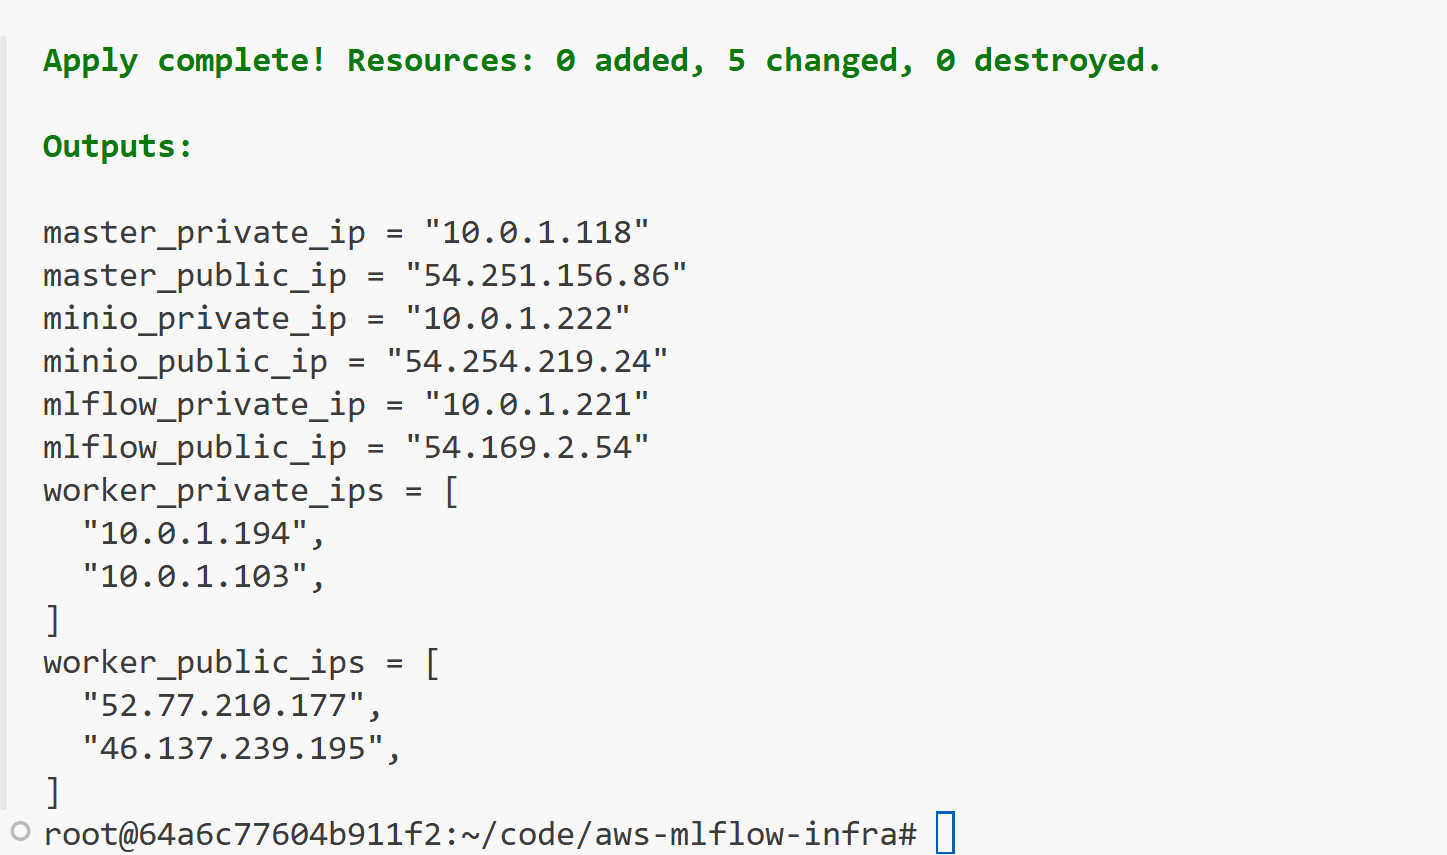 Apply complete! Resources: 0 added, 5 changed, 0 destroyed.
Outputs:
master_private_ip = "10.0.1.118"
master_public_ip = "54.251.156.86"
minio_private_ip = "10.0.1.222"
minio_public_ip = "54.254.219.24"
mlflow_private_ip = "10.0.1.221"
mlflow_public_ip = "54.169.2.54"
worker_private_ips = [
  "10.0.1.194",
  "10.0.1.103",
]
worker_public_ips = [
  "52.77.210.177",
  "46.137.239.195",
]
root@64a6c77604b911f2:~/code/aws-mlflow-infra#